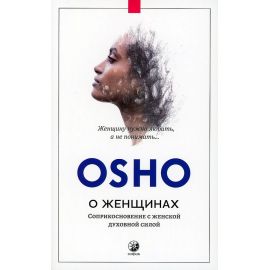 Женщину нужно любить,
а не понимать...
OSHO
О ЖЕНЩИНАХ
Соприкосновение с женской
духовной силой